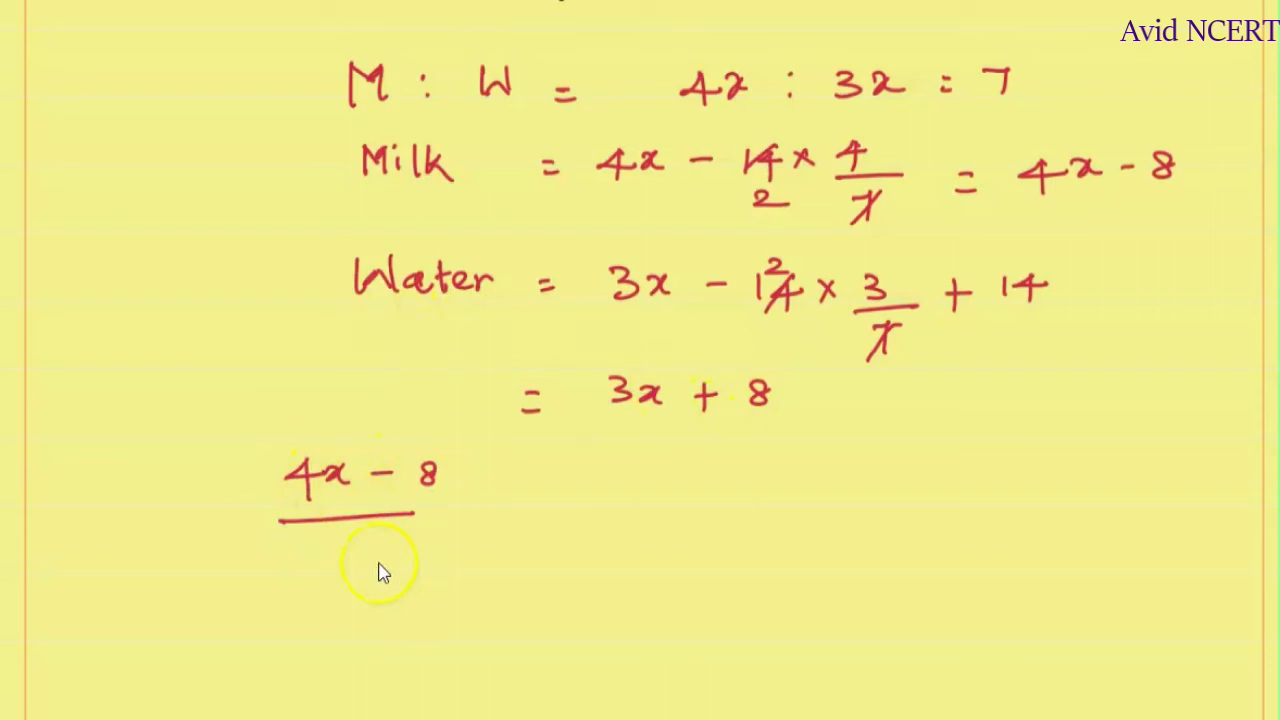 Avid NCERT
M : W = 4x : 3x = 7
Milk = 4x - 14 × 4/7 = 4x - 8
2
2
Water = 3x - 14 × 3/7 + 14
= 3x + 8
4x - 8